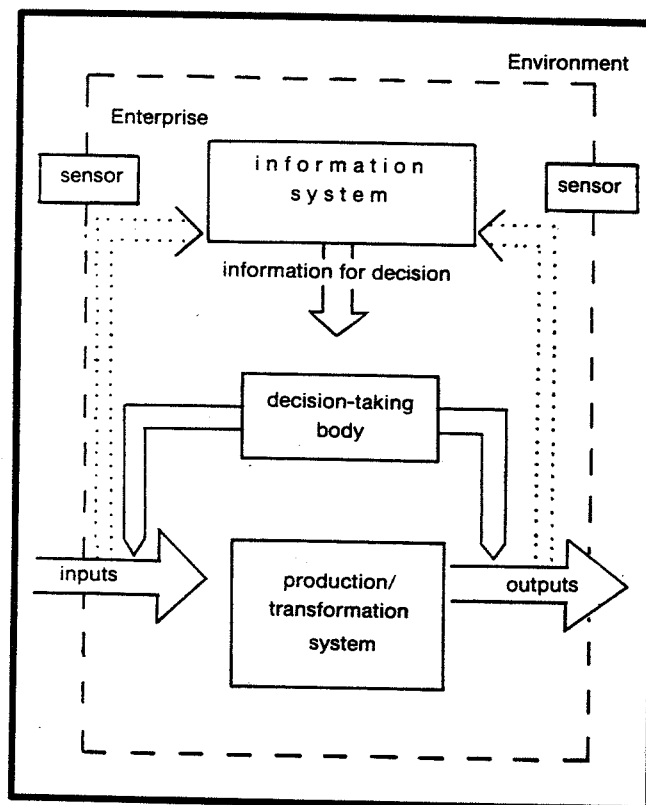 Environment
Enterprise
sensor
information
system
sensor
information for decision
decision-taking
body
inputs
production/
transformation
system
outputs